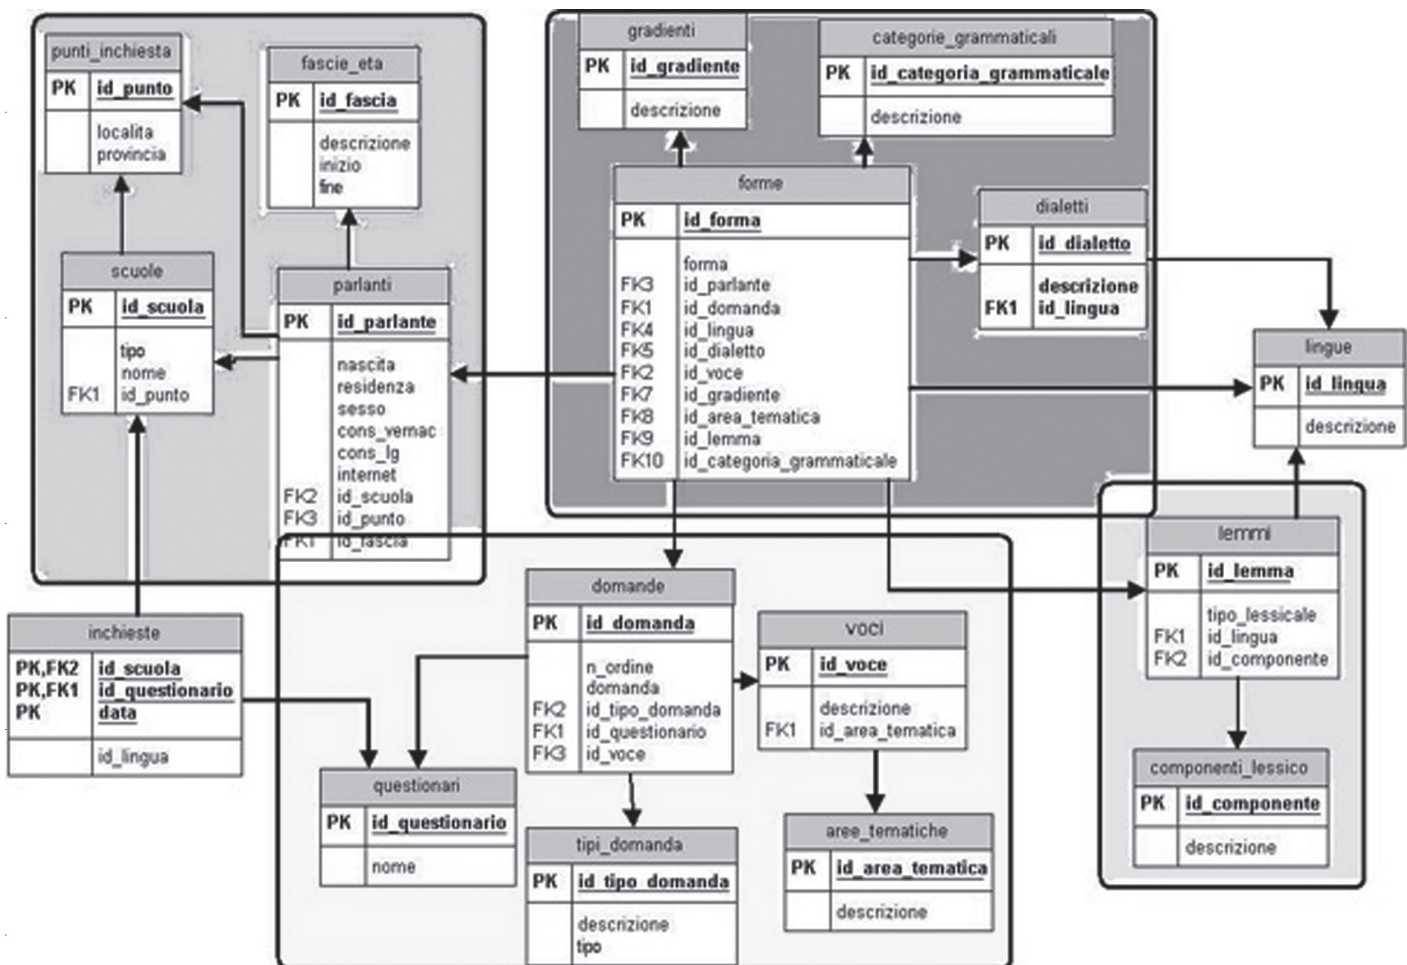 punti_inchiesta
PK id_punto
localita
provincia
fascie_eta
PK id_fascia
descrizione
inizio
fine
scuole
PK id_scuola
tipo
nome
FK1 id_punto
parlanti
PK id_parlante
nascita
residenza
sesso
cons_vernac
cons_lg
internet
FK2 id_scuola
FK3 id_punto
FK1 id_fascia
gradienti
PK id_gradiente
descrizione
categorie_grammaticali
PK id_categoria_grammaticale
descrizione
forme
PK id_forma
forma
FK3 id_parlante
FK1 id_domanda
FK4 id_lingua
FK5 id_dialetto
FK2 id_voce
FK7 id_gradiente
FK8 id_area_tematica
FK9 id_lemma
FK10 id_categoria_grammaticale
dialetti
PK id_dialetto
descrizione
FK1 id_lingua
lingue
PK id_lingua
descrizione
inchieste
PK,FK2 id_scuola
PK,FK1 id_questionario
PK data
id_lingua
questionari
PK id_questionario
nome
domande
PK id_domanda
n_ordine
domanda
FK2 id_tipo_domanda
FK1 id_questionario
FK3 id_voce
tipi_domanda
PK id_tipo_domanda
descrizione
tipo
voci
PK id_voce
descrizione
FK1 id_area_tematica
aree_tematiche
PK id_area_tematica
descrizione
lemmi
PK id_lemma
tipo_lessicale
FK1 id_lingua
FK2 id_componente
componenti_lessico
PK id_componente
descrizione